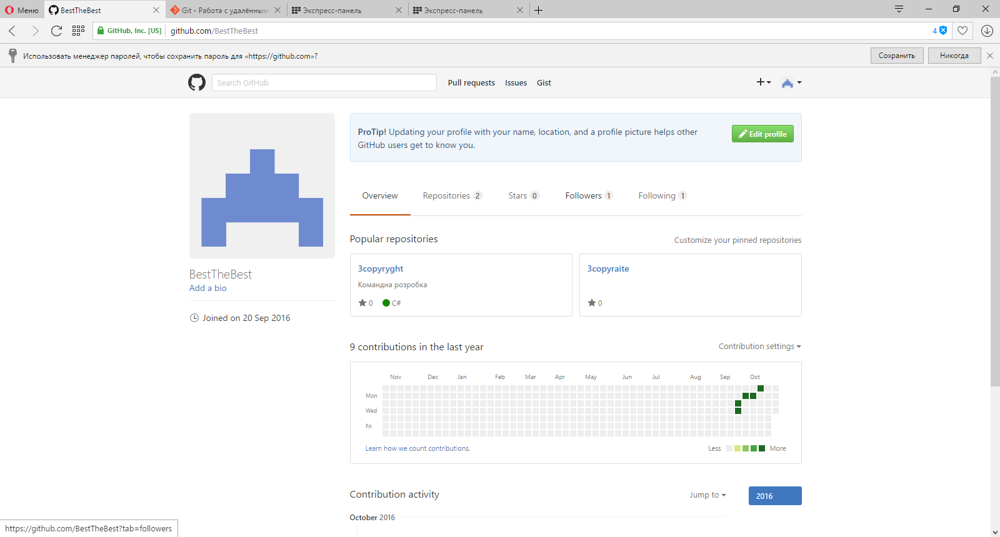 Меню
BestTheBest
Git - Работа с удалённым
Экспресс-панель
Экспресс-панель
GitHub, Inc. [US]
github.com/BestTheBest
4
Использовать менеджер паролей, чтобы сохранить пароль для «https://github.com»?
Сохранить
Никогда
Search GitHub
Pull requests
Issues
Gist
ProTip! Updating your profile with your name, location, and a profile picture helps other
GitHub users get to know you.
Edit profile
Overview
Repositories 2
Stars 0
Followers 1
Following 1
BestTheBest
Add a bio
Joined on 20 Sep 2016
Popular repositories
Customize your pinned repositories
3copyryght
Командна розробка
0
C#
3copyraite
0
9 contributions in the last year
Contribution settings
Nov Dec Jan Feb Mar Apr May Jun Jul Aug Sep Oct
Mon
Wed
Fri
Learn how we count contributions.
Less
More
Contribution activity
Jump to
2016
October 2016
https://github.com/BestTheBest?tab=followers